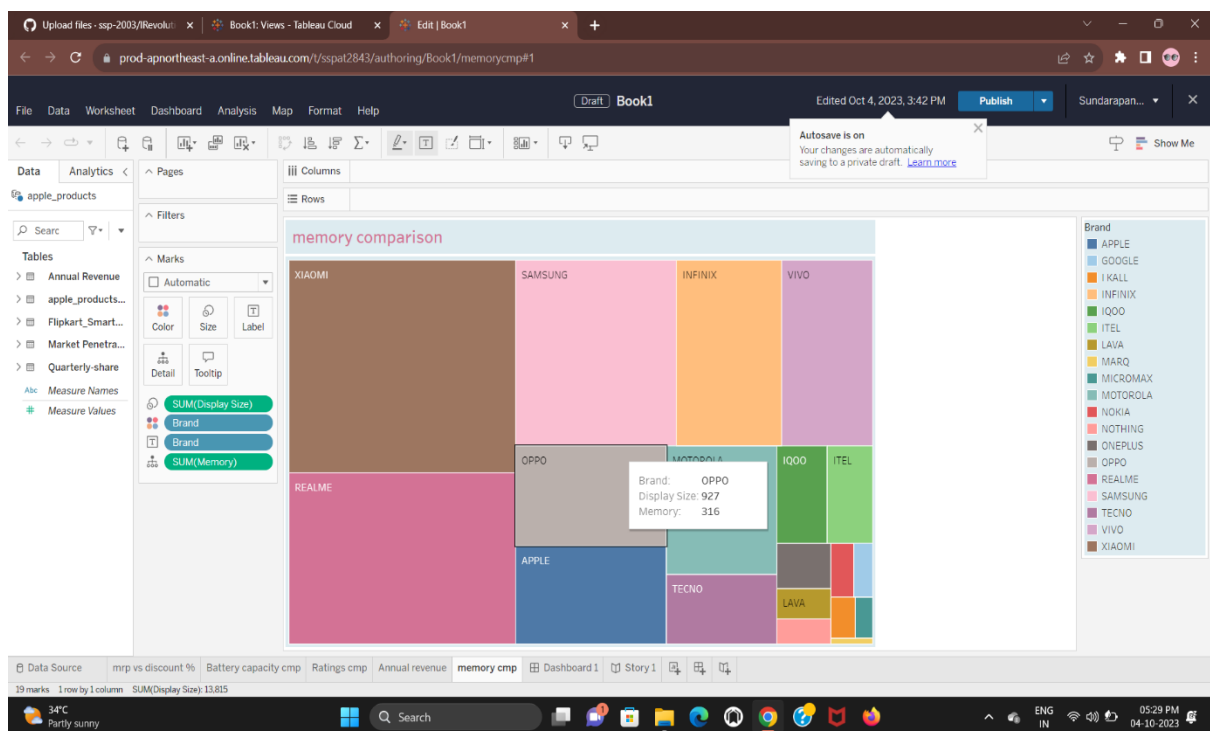 Upload files · ssp-2003/IRevoluti
Book1: Views - Tableau Cloud
Edit | Book1
prod-apnortheast-a.online.tableau.com/t/sspat2843/authoring/Book1/memorycmp#1
File Data Worksheet Dashboard Analysis Map Format Help
Draft Book1
Edited Oct 4, 2023, 3:42 PM
Publish
Sundarapan...
Autosave is on
Your changes are automatically
saving to a private draft. Learn more
Show Me
Data Analytics
apple_products
Searc
Tables
Annual Revenue
apple_products...
Flipkart_Smart...
Market Penetra...
Quarterly-share
Abc Measure Names
# Measure Values
Pages
Filters
Marks
Automatic
Color Size Label
Detail Tooltip
SUM(Display Size)
Brand
Brand
SUM(Memory)
Columns
Rows
memory comparison
XIAOMI
SAMSUNG
INFINIX
VIVO
REALME
OPPO
MOTOROLA
IQOO
ITEL
APPLE
TECNO
LAVA
Brand: OPPO
Display Size: 927
Memory: 316
Brand
APPLE
GOOGLE
I KALL
INFINIX
IQOO
ITEL
LAVA
MARQ
MICROMAX
MOTOROLA
NOKIA
NOTHING
ONEPLUS
OPPO
REALME
SAMSUNG
TECNO
VIVO
XIAOMI
Data Source mrp vs discount % Battery capacity cmp Ratings cmp Annual revenue memory cmp Dashboard 1 Story 1
19 marks 1 row by 1 column SUM(Display Size): 13,815
34°C
Partly sunny
Search
ENG
IN
05:29 PM
04-10-2023